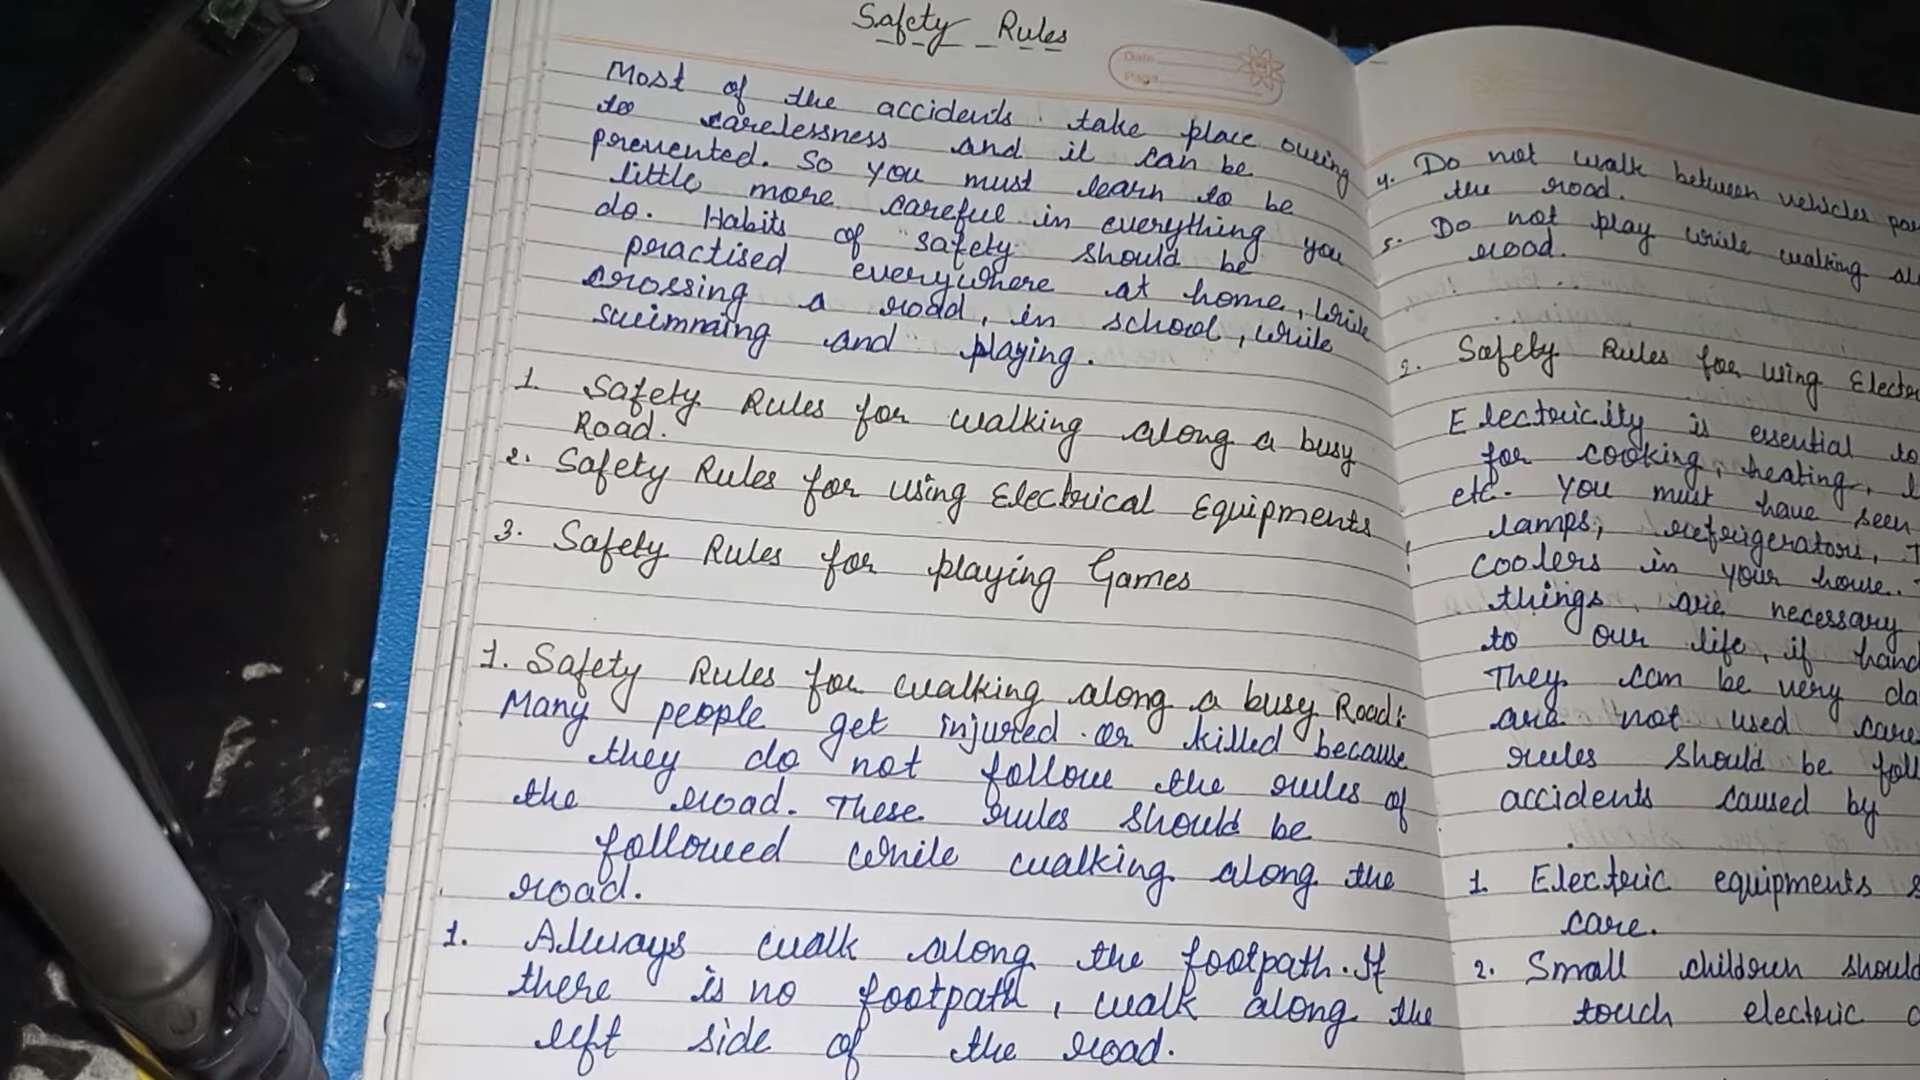 Safety Rules
Date
Page
Most of the accidents take place owing
to carelessness and it can be
prevented. So you must learn to be
little more careful in everything you
do. Habits of "safety" should be
practised everywhere at home, while
crossing a road, in school, while
swimming and playing.
1. Safety Rules for walking along a busy
Road.
2. Safety Rules for using Electrical Equipments
3. Safety Rules for playing Games
1. Safety Rules for walking along a busy Road:
Many people get injured or killed because
they do not follow the rules of
the road. These rules should be
followed while walking along the
road.
1. Always walk along the footpath. If
there is no footpath, walk along the
left side of the road.
4. Do not walk between vehicles
the road.
5. Do not play while walking
road.
2. Safety Rules for using
Electricity is essential to
for cooking, heating,
etc. You must have seen
lamps, refrigerators,
coolers in your house.
things are necessary
to our life, if
They can be very
are not used
rules should be
accidents caused by
1. Electric equipments
care.
2. Small children should
touch electric